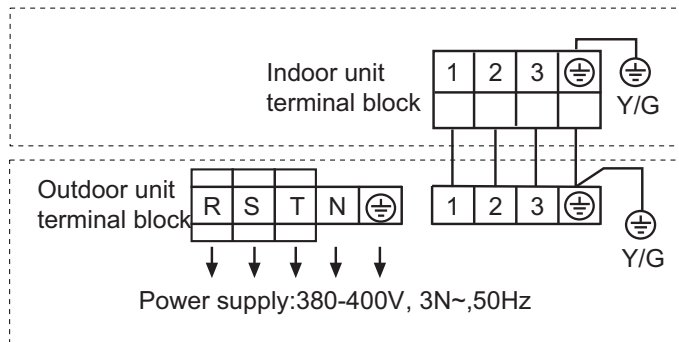 Indoor unit
terminal block
1 2 3
Y/G
Outdoor unit
terminal block
R S T N
1 2 3
Y/G
Power supply:380-400V, 3N~,50Hz